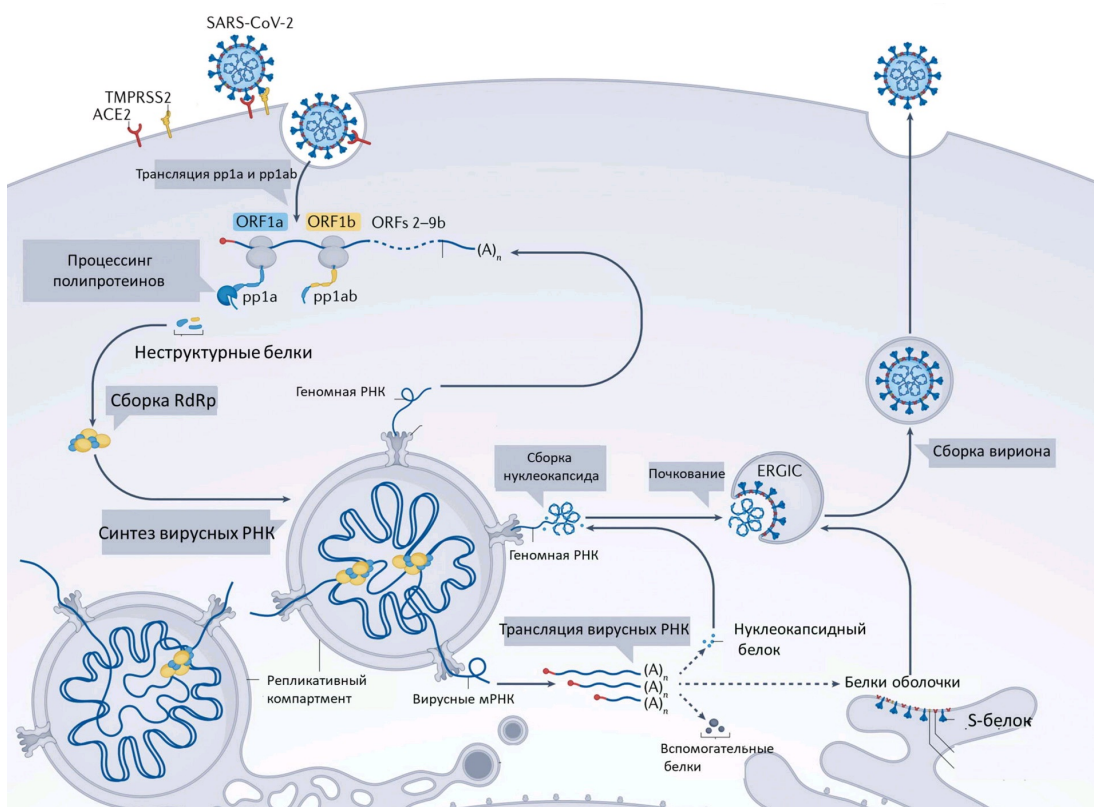 SARS-CoV-2
TMPRSS2
ACE2
Трансляция pp1a и pp1ab
ORF1a
ORF1b
ORFs 2–9b
(A)n
Процессинг
полипротеинов
pp1a
pp1ab
Неструктурные белки
Геномная РНК
Сборка RdRp
Сборка
нуклеокапсида
Почкование
ERGIC
Сборка вириона
Синтез вирусных РНК
Геномная РНК
Трансляция вирусных РНК
Нуклеокапсидный
белок
(A)n
(A)n
(A)n
Репликативный
компартмент
Вирусные мРНК
Белки оболочки
S-белок
Вспомогательные
белки